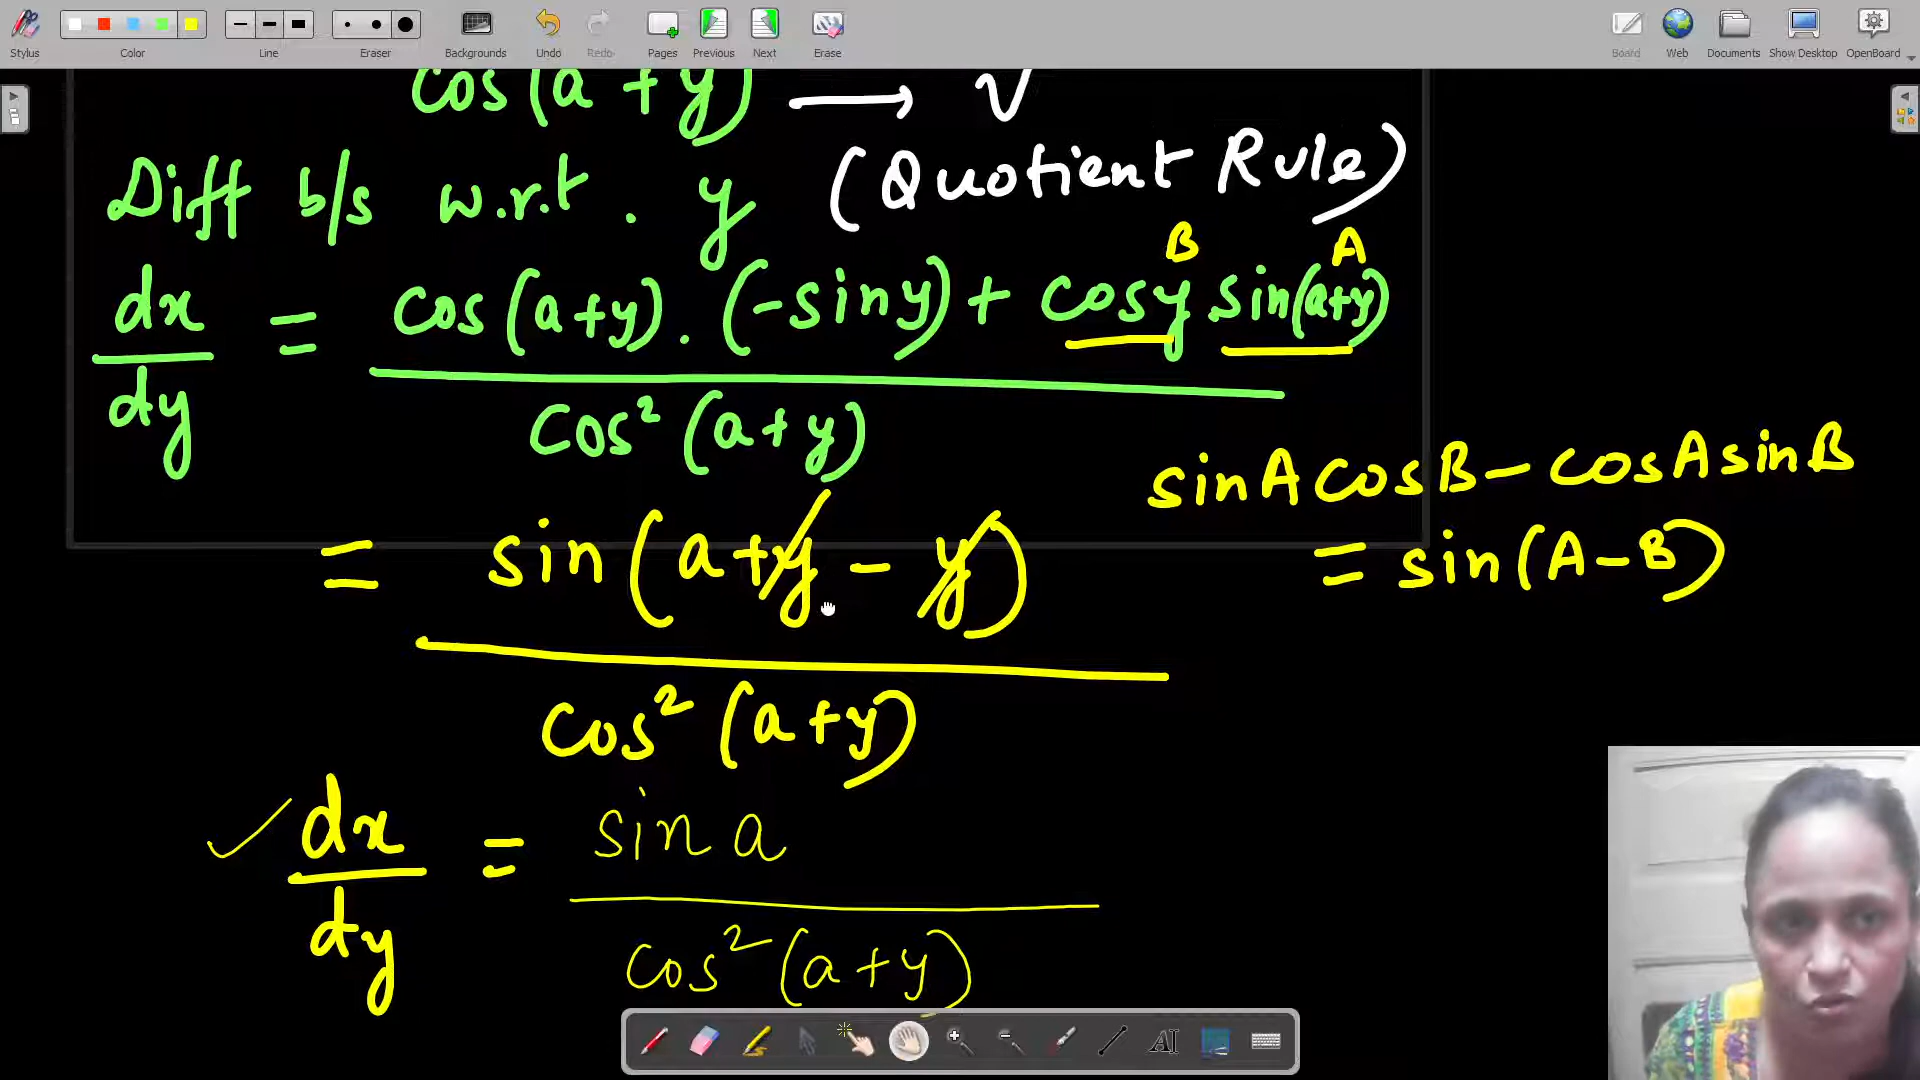 Stylus Color Line Eraser Backgrounds Undo Redo Pages Previous Next Erase Board Web Documents Show Desktop OpenBoard
cos(a+y) ⟶ v
Diff b/s w.r.t. y (Quotient Rule)
B A
dx/dy = cos(a+y).(-siny)+ cosy.sin(a+y)
cos²(a+y)
sinA cosB - cosA sinB
= sin(a+y-y)
= sin(A-B)
cos²(a+y)
✓ dx/dy = sin a
cos²(a+y)
AI